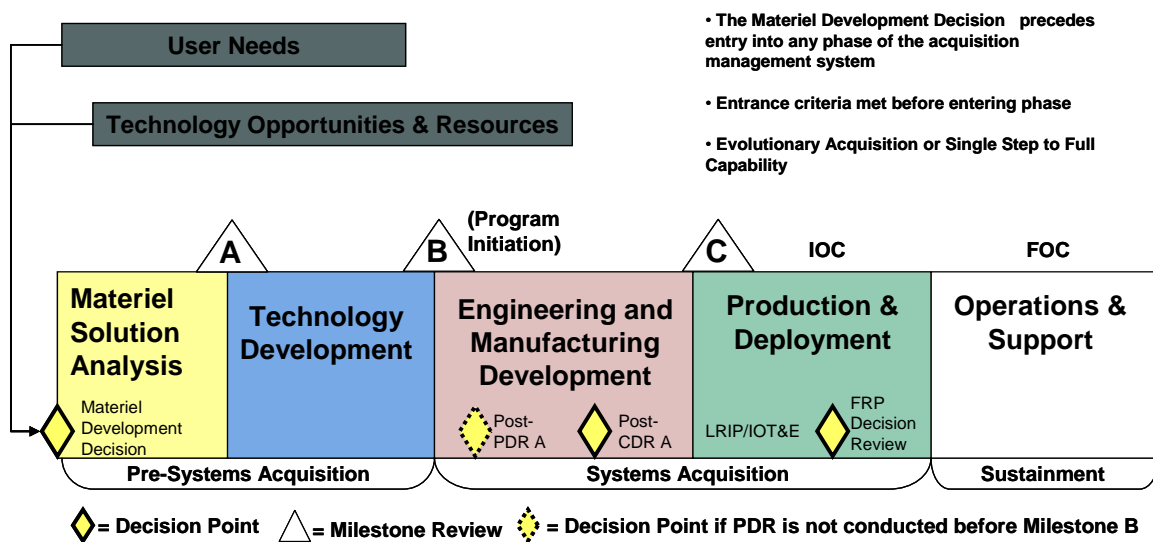 User Needs
Technology Opportunities & Resources
• The Materiel Development Decision precedes
entry into any phase of the acquisition
management system
• Entrance criteria met before entering phase
• Evolutionary Acquisition or Single Step to Full
Capability
A
B
(Program
Initiation)
C
IOC
FOC
Materiel
Solution
Analysis
Technology
Development
Engineering and
Manufacturing
Development
Production &
Deployment
Operations &
Support
Materiel
Development
Decision
Post-
PDR A
Post-
CDR A
LRIP/IOT&E
FRP
Decision
Review
Pre-Systems Acquisition
Systems Acquisition
Sustainment
= Decision Point
= Milestone Review
= Decision Point if PDR is not conducted before Milestone B